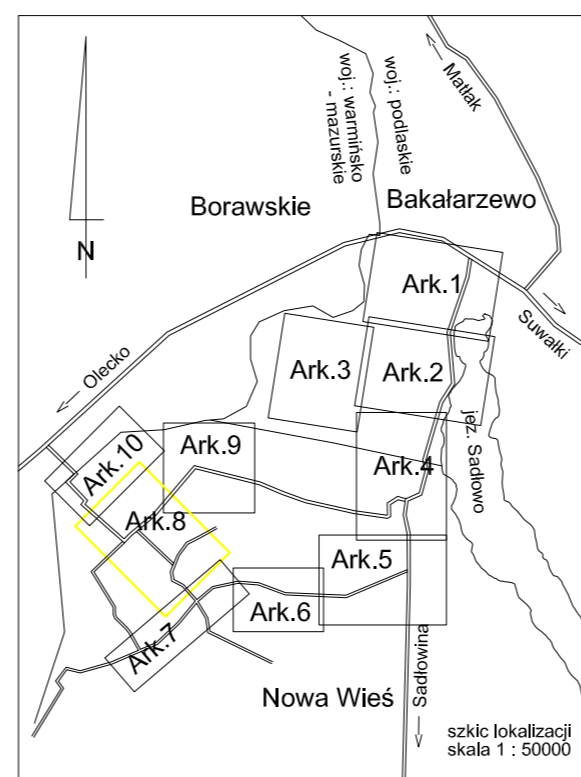 woj.: warmińsko
- mazurskie
woj.: podlaskie
Matłak
Borawskie
Bakałarzewo
N
Ark.1
Suwałki
Olecko
Ark.3
Ark.2
jez. Sadłowo
Ark.10
Ark.9
Ark.4
Ark.8
Ark.5
Ark.6
Ark.7
Sadłowina
Nowa Wieś
szkic lokalizacji
skala 1 : 50000